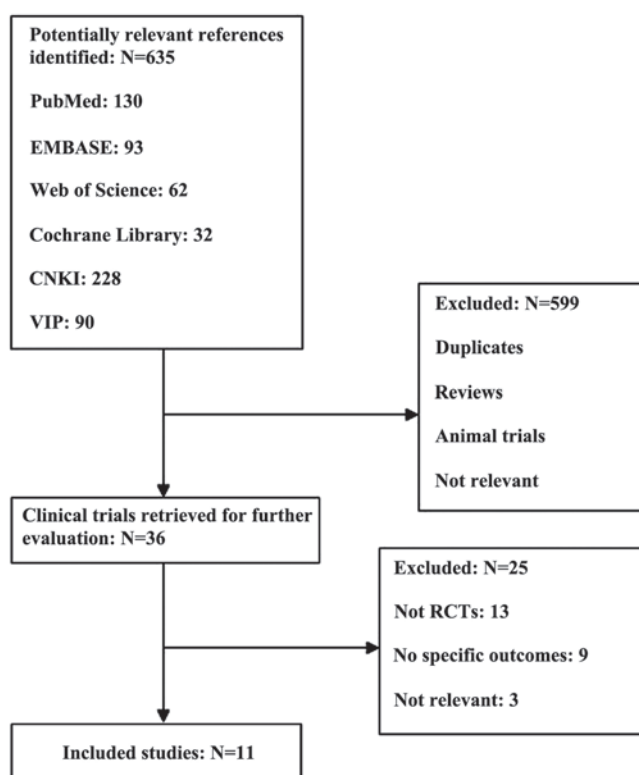 Potentially relevant references
identified: N=635
PubMed: 130
EMBASE: 93
Web of Science: 62
Cochrane Library: 32
CNKI: 228
VIP: 90
Excluded: N=599
Duplicates
Reviews
Animal trials
Not relevant
Clinical trials retrieved for further
evaluation: N=36
Excluded: N=25
Not RCTs: 13
No specific outcomes: 9
Not relevant: 3
Included studies: N=11